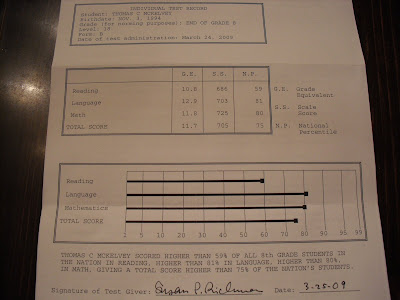 INDIVIDUAL TEST RECORD
Student: THOMAS C MCKELVY
Birthdate: NOV. 3, 1994
Grade (for norming purposes): END OF GRADE 8
Level: 18
Form: E
Date of test administration: March 24, 2009
G.E. S.S. N.P.
Reading 10.8 686 59
Language 12.9 703 81
Math 11.9 725 80
TOTAL SCORE 11.7 705 75
G.E. Grade Equivalent
S.S. Scale Score
N.P. National Percentile
Reading
Language
Mathematics
TOTAL SCORE
1 5 10 20 30 40 50 60 70 80 90 95 99
THOMAS C MCKELVEY SCORED HIGHER THAN 59% OF ALL 8th GRADE STUDENTS IN
THE NATION IN READING, HIGHER THAN 81% IN LANGUAGE, HIGHER THAN 80%
IN MATH, GIVING A TOTAL SCORE HIGHER THAN 75% OF THE NATION'S STUDENTS.
Signature of Test Giver: Date: 3-25-09